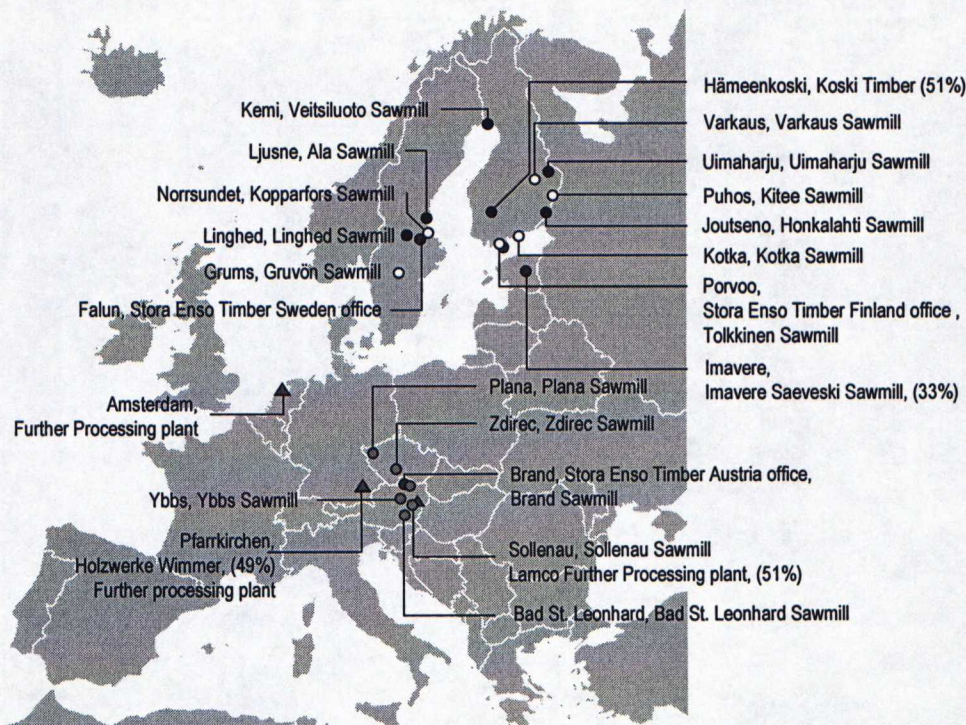 Kemi, Veitsiluoto Sawmill
Ljusne, Ala Sawmill
Norrsundet, Kopparfors Sawmill
Linghed, Linghed Sawmill
Grums, Gruvön Sawmill
Falun, Stora Enso Timber Sweden office
Hämeenkoski, Koski Timber (51%)
Varkaus, Varkaus Sawmill
Uimaharju, Uimaharju Sawmill
Puhos, Kitee Sawmill
Joutseno, Honkalahti Sawmill
Kotka, Kotka Sawmill
Porvoo,
Stora Enso Timber Finland office ,
Tolkkinen Sawmill
Imavere,
Imavere Saeveski Sawmill, (33%)
Amsterdam,
Further Processing plant
Plana, Plana Sawmill
Zdirec, Zdirec Sawmill
Brand, Stora Enso Timber Austria office,
Brand Sawmill
Ybbs, Ybbs Sawmill
Pfarrkirchen,
Holzwerke Wimmer, (49%)
Further processing plant
Sollenau, Sollenau Sawmill
Lamco Further Processing plant, (51%)
Bad St. Leonhard, Bad St. Leonhard Sawmill